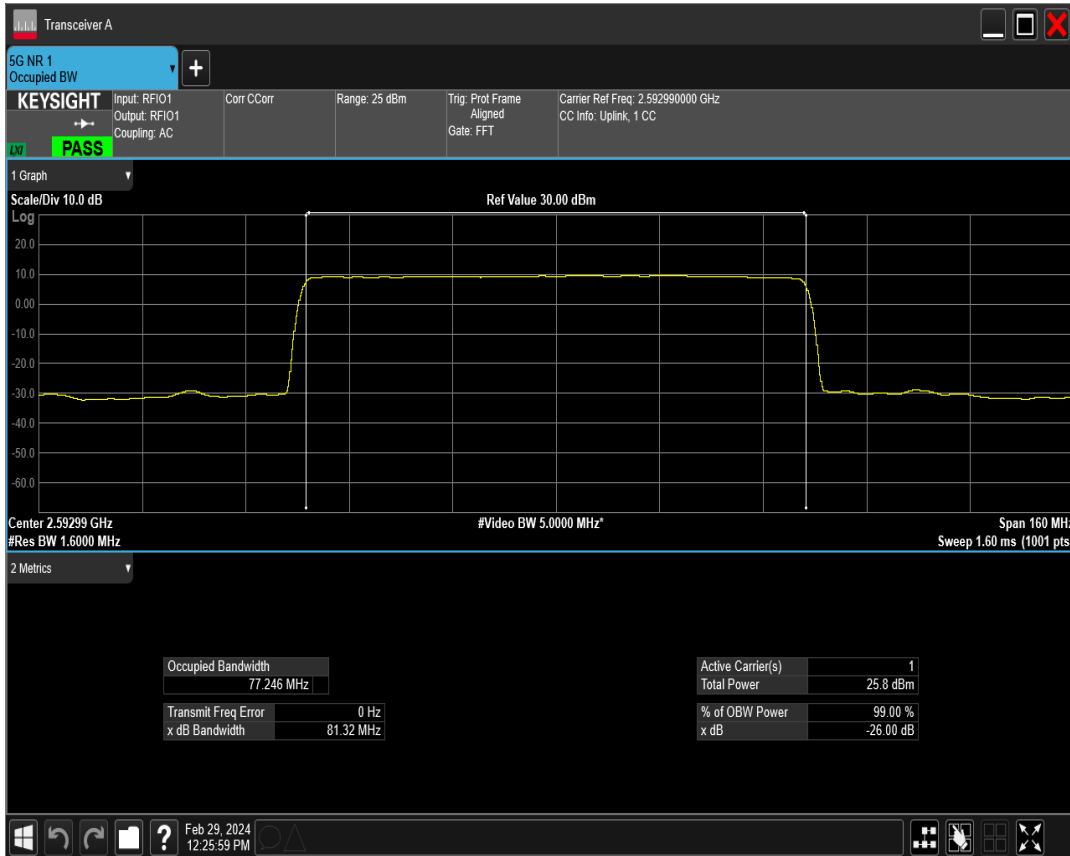 Transceiver A
5G NR 1
Occupied BW
+
KEYSIGHT
LXI
PASS
Input: RFIO1
Output: RFIO1
Coupling: AC
Corr CCorr
Range: 25 dBm
Trig: Prot Frame
Aligned
Gate: FFT
Carrier Ref Freq: 2.592990000 GHz
CC Info: Uplink, 1 CC
1 Graph
Scale/Div 10.0 dB
Ref Value 30.00 dBm
Log
20.0
10.0
0.00
-10.0
-20.0
-30.0
-40.0
-50.0
-60.0
Center 2.59299 GHz
#Video BW 5.0000 MHz*
Span 160 MHz
#Res BW 1.6000 MHz
Sweep 1.60 ms (1001 pts
2 Metrics
Occupied Bandwidth
77.246 MHz
Transmit Freq Error 0 Hz
x dB Bandwidth 81.32 MHz
Active Carrier(s) 1
Total Power 25.8 dBm
% of OBW Power 99.00 %
x dB -26.00 dB
?
Feb 29, 2024
12:25:59 PM